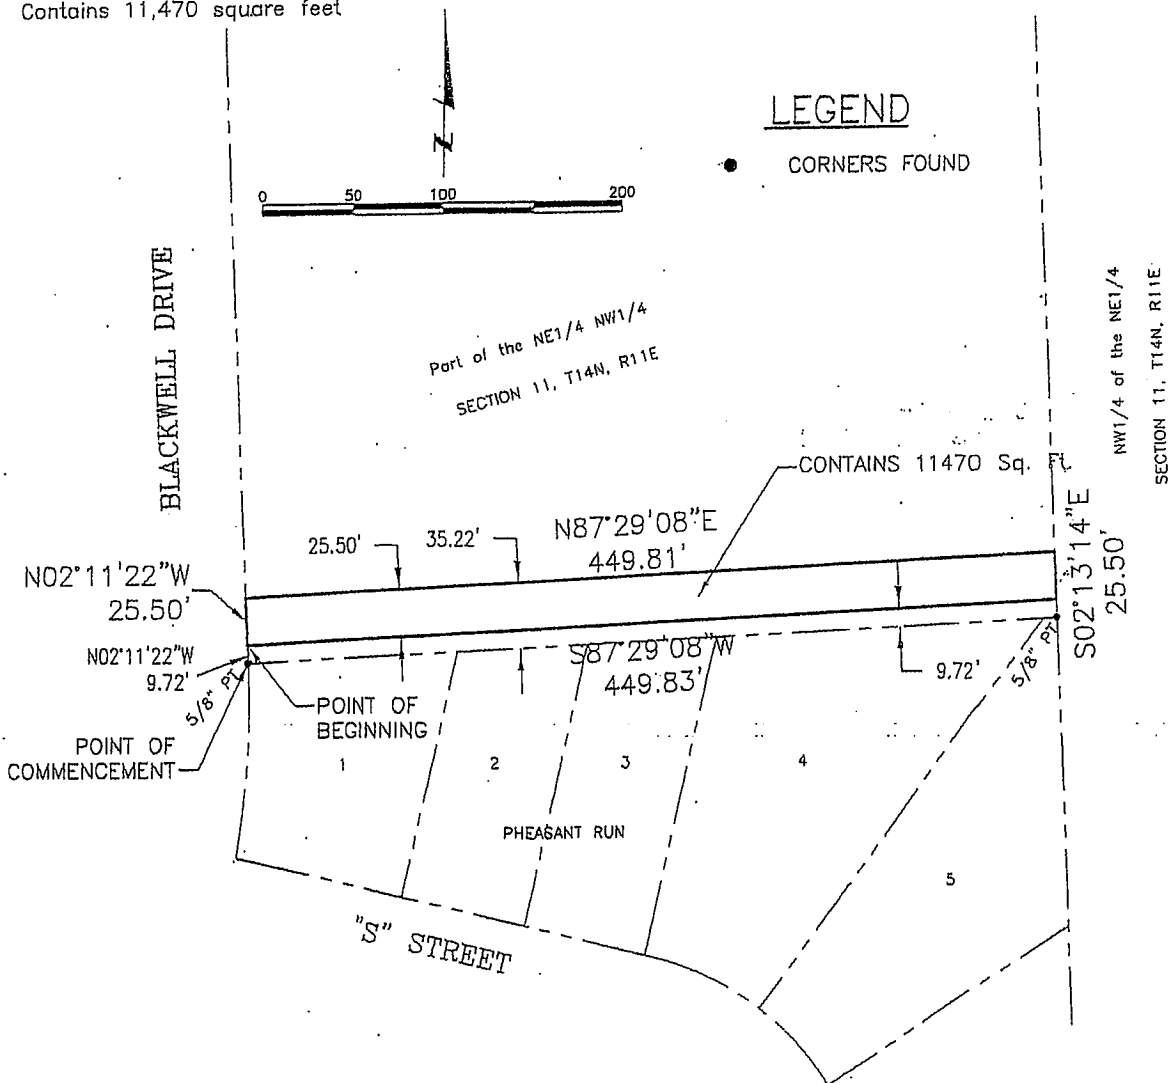 Contains 11,470 square feet
Z
LEGEND
CORNERS FOUND
0 50 100 200
BLACKWELL DRIVE
Part of the NE1/4 NW1/4
SECTION 11, T14N, R11E
NW1/4 of the NE1/4
SECTION 11, T14N, R11E
CONTAINS 11470 Sq. Ft.
N87°29'08"E
449.81'
25.50'
35.22'
N02°11'22"W
25.50'
S02°13'14"E
25.50'
N02°11'22"W
9.72'
5/8" PT
S87°29'08"W
449.83'
9.72'
5/8" PT
POINT OF
BEGINNING
POINT OF
COMMENCEMENT
1
2
3
4
PHEASANT RUN
5
"S" STREET